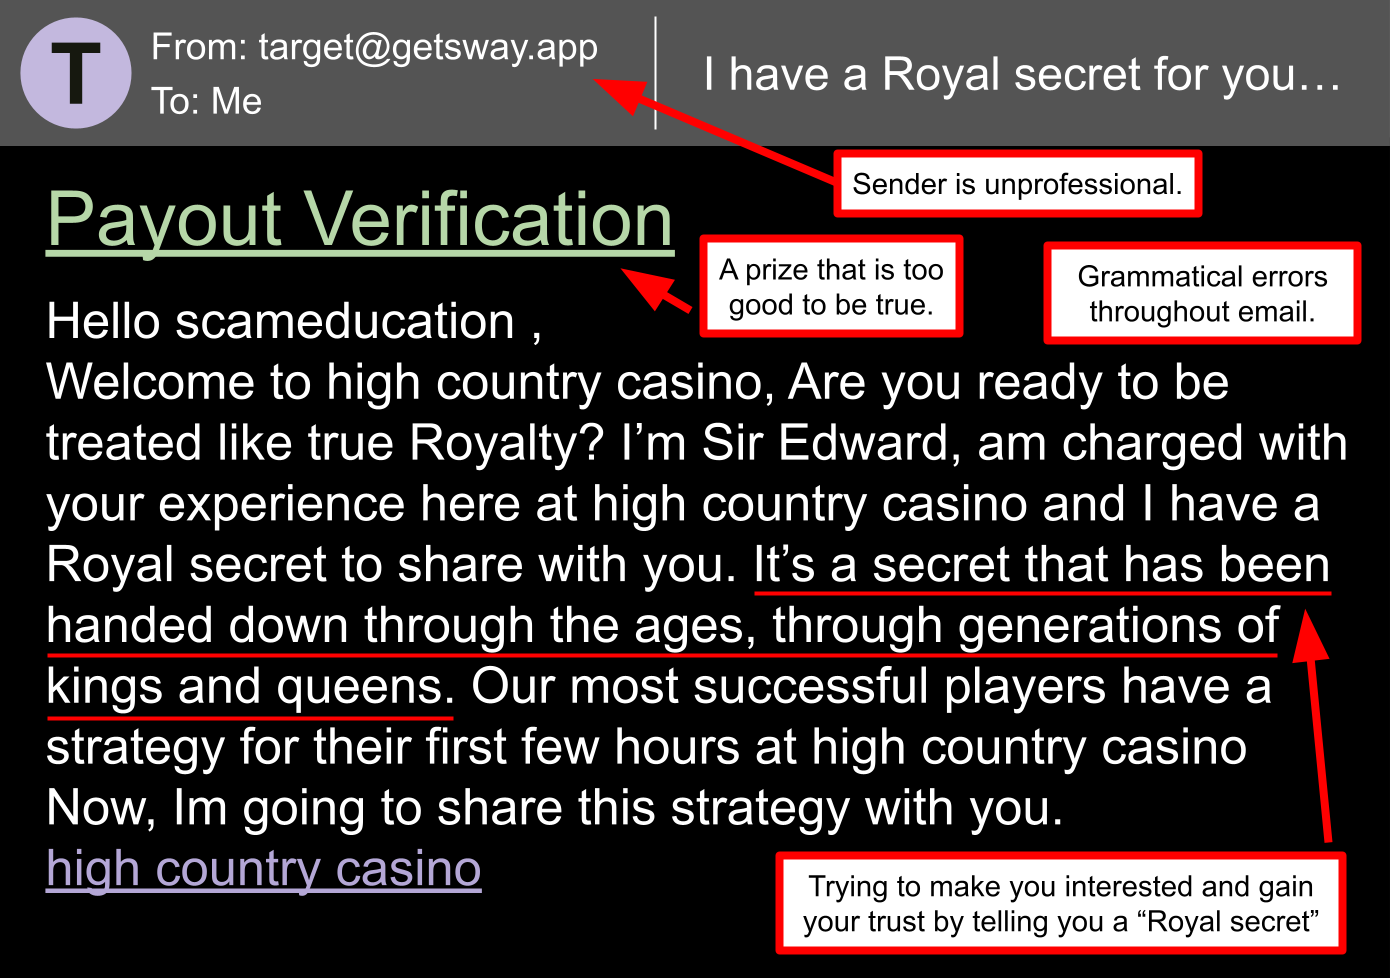 T
From: target@getsway.app
To: Me
I have a Royal secret for you…
Sender is unprofessional.
Payout Verification
A prize that is too
good to be true.
Grammatical errors
throughout email.
Hello scameducation ,
Welcome to high country casino, Are you ready to be
treated like true Royalty? I’m Sir Edward, am charged with
your experience here at high country casino and I have a
Royal secret to share with you. It’s a secret that has been
handed down through the ages, through generations of
kings and queens. Our most successful players have a
strategy for their first few hours at high country casino
Now, Im going to share this strategy with you.
high country casino
Trying to make you interested and gain
your trust by telling you a “Royal secret”